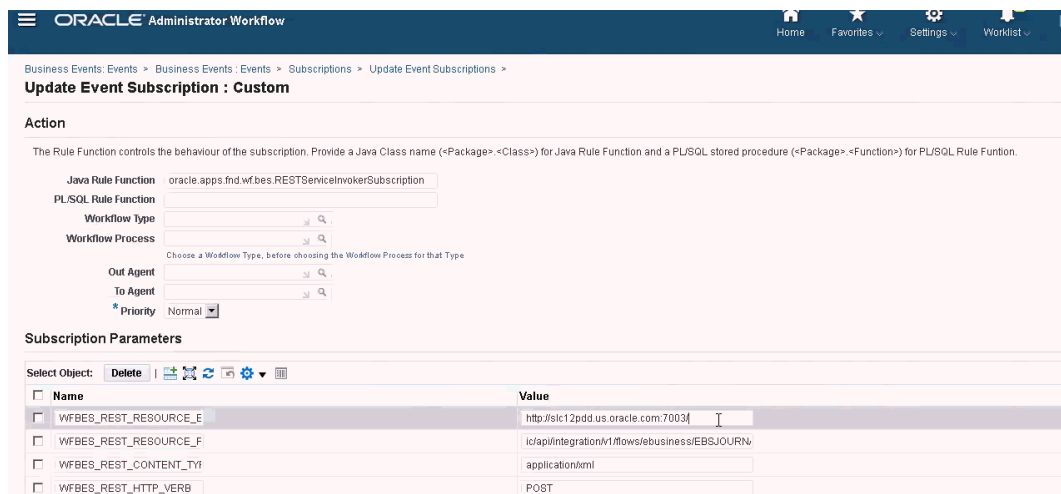 ORACLE Administrator Workflow
Home Favorites Settings Worklist
Business Events: Events > Business Events : Events > Subscriptions > Update Event Subscriptions >
Update Event Subscription : Custom
Action
The Rule Function controls the behaviour of the subscription. Provide a Java Class name (<Package>.<Class>) for Java Rule Function and a PL/SQL stored procedure (<Package>.<Function>) for PL/SQL Rule Funtion.
Java Rule Function oracle.apps.fnd.wf.bes.RESTServiceInvokerSubscription
PL/SQL Rule Function
Workflow Type
Workflow Process
Choose a Workflow Type, before choosing the Workflow Process for that Type
Out Agent
To Agent
* Priority Normal
Subscription Parameters
Select Object: Delete
Name Value
WFBES_REST_RESOURCE_E http://slc12pdd.us.oracle.com:7003/
WFBES_REST_RESOURCE_F ic/api/integration/v1/flows/ebusiness/EBSJOURN
WFBES_REST_CONTENT_TYF application/xml
WFBES_REST_HTTP_VERB POST